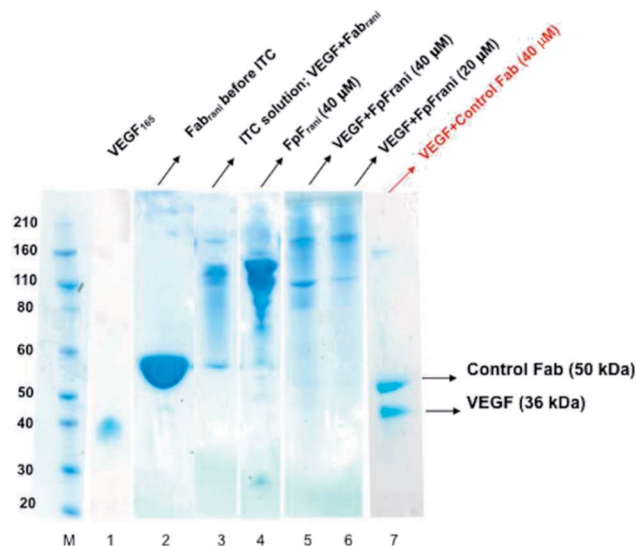 VEGF165
Fabrani before ITC
ITC solution; VEGF+Fabrani
FpFrani (40 µM)
VEGF+FpFrani (40 µM)
VEGF+FpFrani (20 µM)
VEGF+Control Fab (40 µM)
210
160
110
80
60
50
40
30
20
Control Fab (50 kDa)
VEGF (36 kDa)
M 1 2 3 4 5 6 7